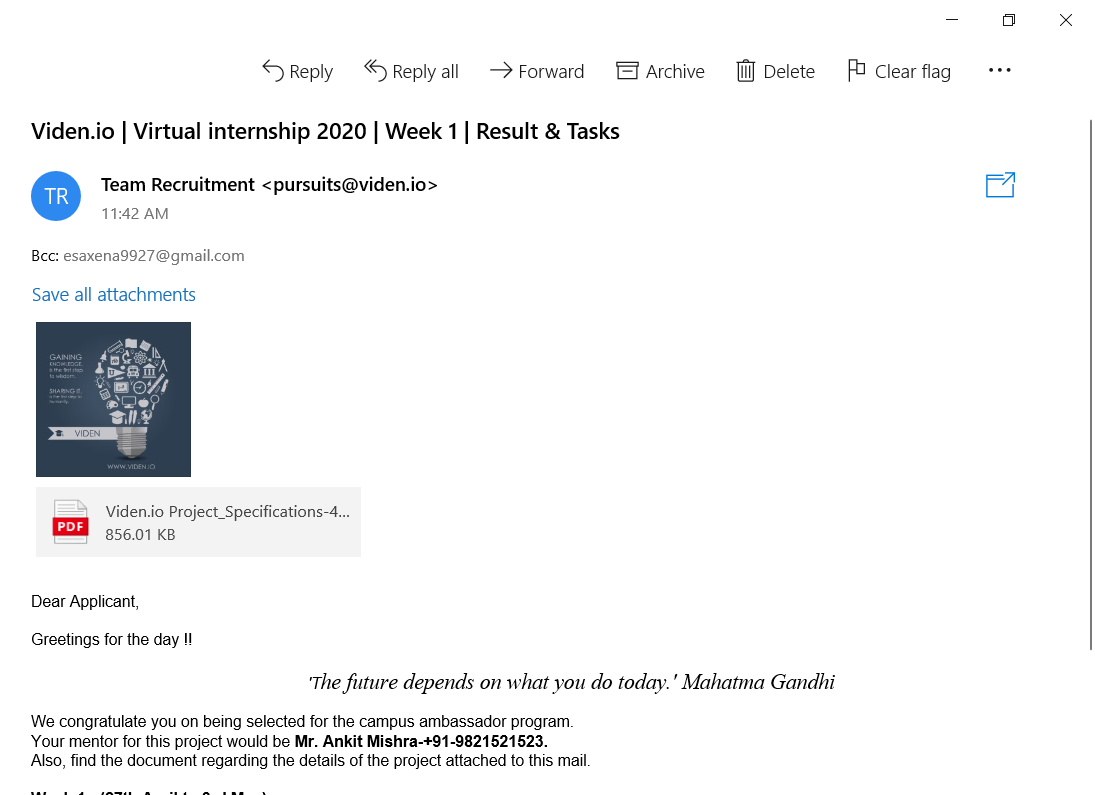 Reply
Reply all
Forward
Archive
Delete
Clear flag
Viden.io | Virtual internship 2020 | Week 1 | Result & Tasks
TR
Team Recruitment <pursuits@viden.io>
11:42 AM
Bcc: esaxena9927@gmail.com
Save all attachments
GAINING
KNOWLEDGE
is the first step
to wisdom.
SHARING IT
is the first step to
humanity.
VIDEN
WWW.VIDEN.IO
PDF
Viden.io Project_Specifications-4...
856.01 KB
Dear Applicant,
Greetings for the day !!
'The future depends on what you do today.' Mahatma Gandhi
We congratulate you on being selected for the campus ambassador program.
Your mentor for this project would be Mr. Ankit Mishra-+91-9821521523.
Also, find the document regarding the details of the project attached to this mail.